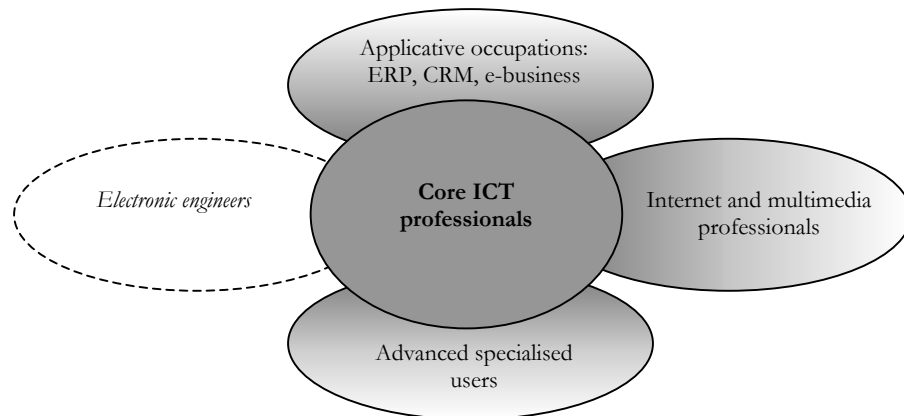 Applicative occupations:
ERP, CRM, e-business
Electronic engineers
Core ICT
professionals
Internet and multimedia
professionals
Advanced specialised
users